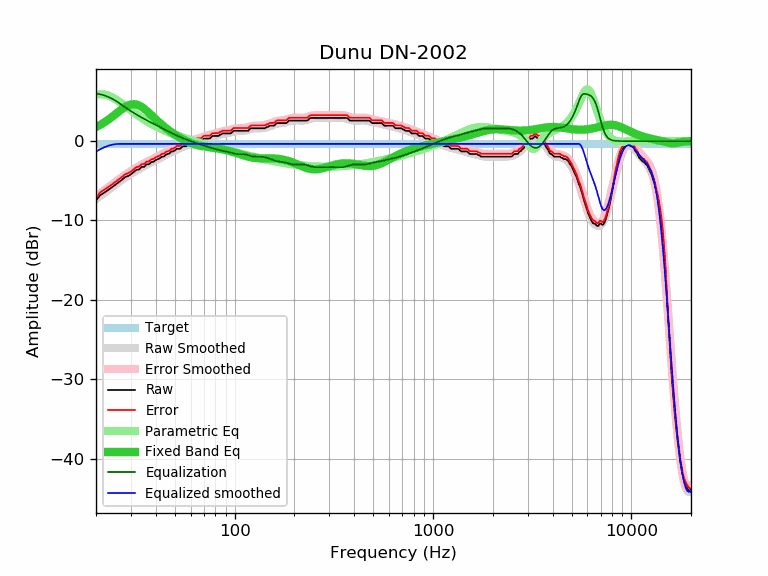 Dunu DN-2002
Amplitude (dBr)
0
−10
−20
−30
−40
Target
Raw Smoothed
Error Smoothed
Raw
Error
Parametric Eq
Fixed Band Eq
Equalization
Equalized smoothed
100 1000 10000
Frequency (Hz)